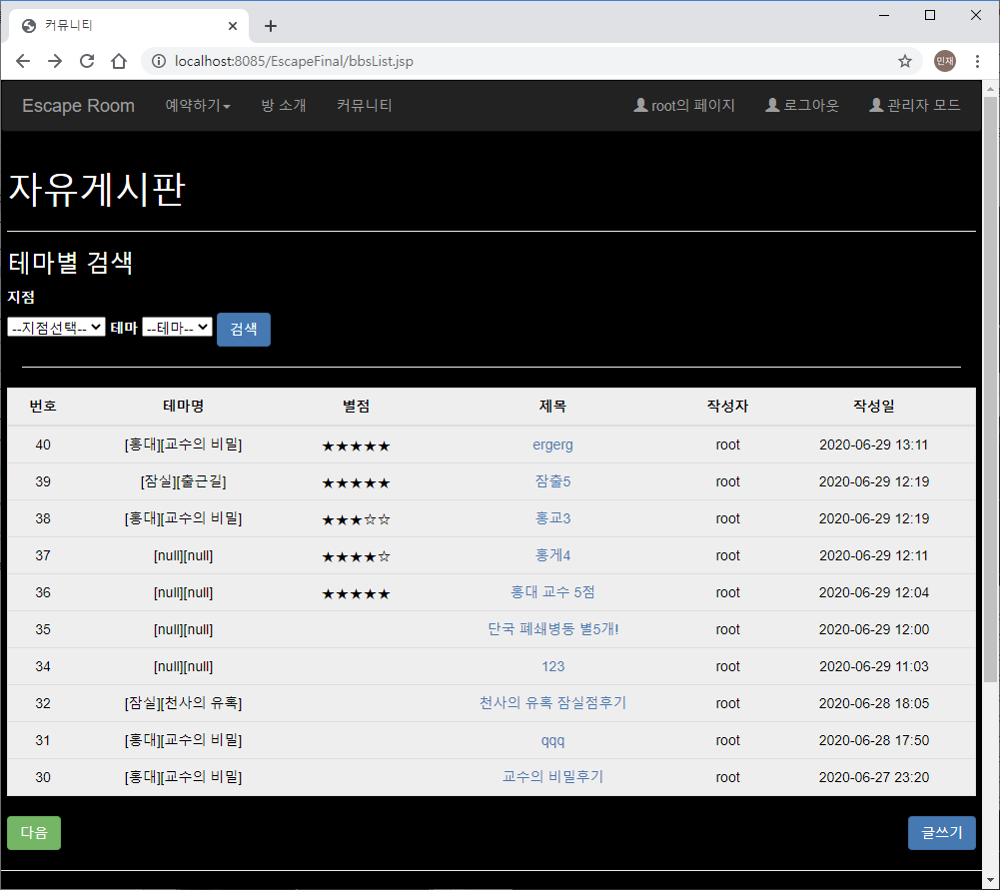 커뮤니티
localhost:8085/EscapeFinal/bbsList.jsp
민재
Escape Room 예약하기 방 소개 커뮤니티 root의 페이지 로그아웃 관리자 모드
자유게시판
테마별 검색
지점
--지점선택-- 테마 --테마-- 검색
번호 테마명 별점 제목 작성자 작성일
40 [홍대][교수의 비밀] ★★★★★ ergerg root 2020-06-29 13:11
39 [잠실][출근길] ★★★★★ 잠출5 root 2020-06-29 12:19
38 [홍대][교수의 비밀] ★★★☆☆ 홍교3 root 2020-06-29 12:19
37 [null][null] ★★★★☆ 홍게4 root 2020-06-29 12:11
36 [null][null] ★★★★★ 홍대 교수 5점 root 2020-06-29 12:04
35 [null][null] 단국 폐쇄병동 별5개! root 2020-06-29 12:00
34 [null][null] 123 root 2020-06-29 11:03
32 [잠실][천사의 유혹] 천사의 유혹 잠실점후기 root 2020-06-28 18:05
31 [홍대][교수의 비밀] qqq root 2020-06-28 17:50
30 [홍대][교수의 비밀] 교수의 비밀후기 root 2020-06-27 23:20
다음 글쓰기